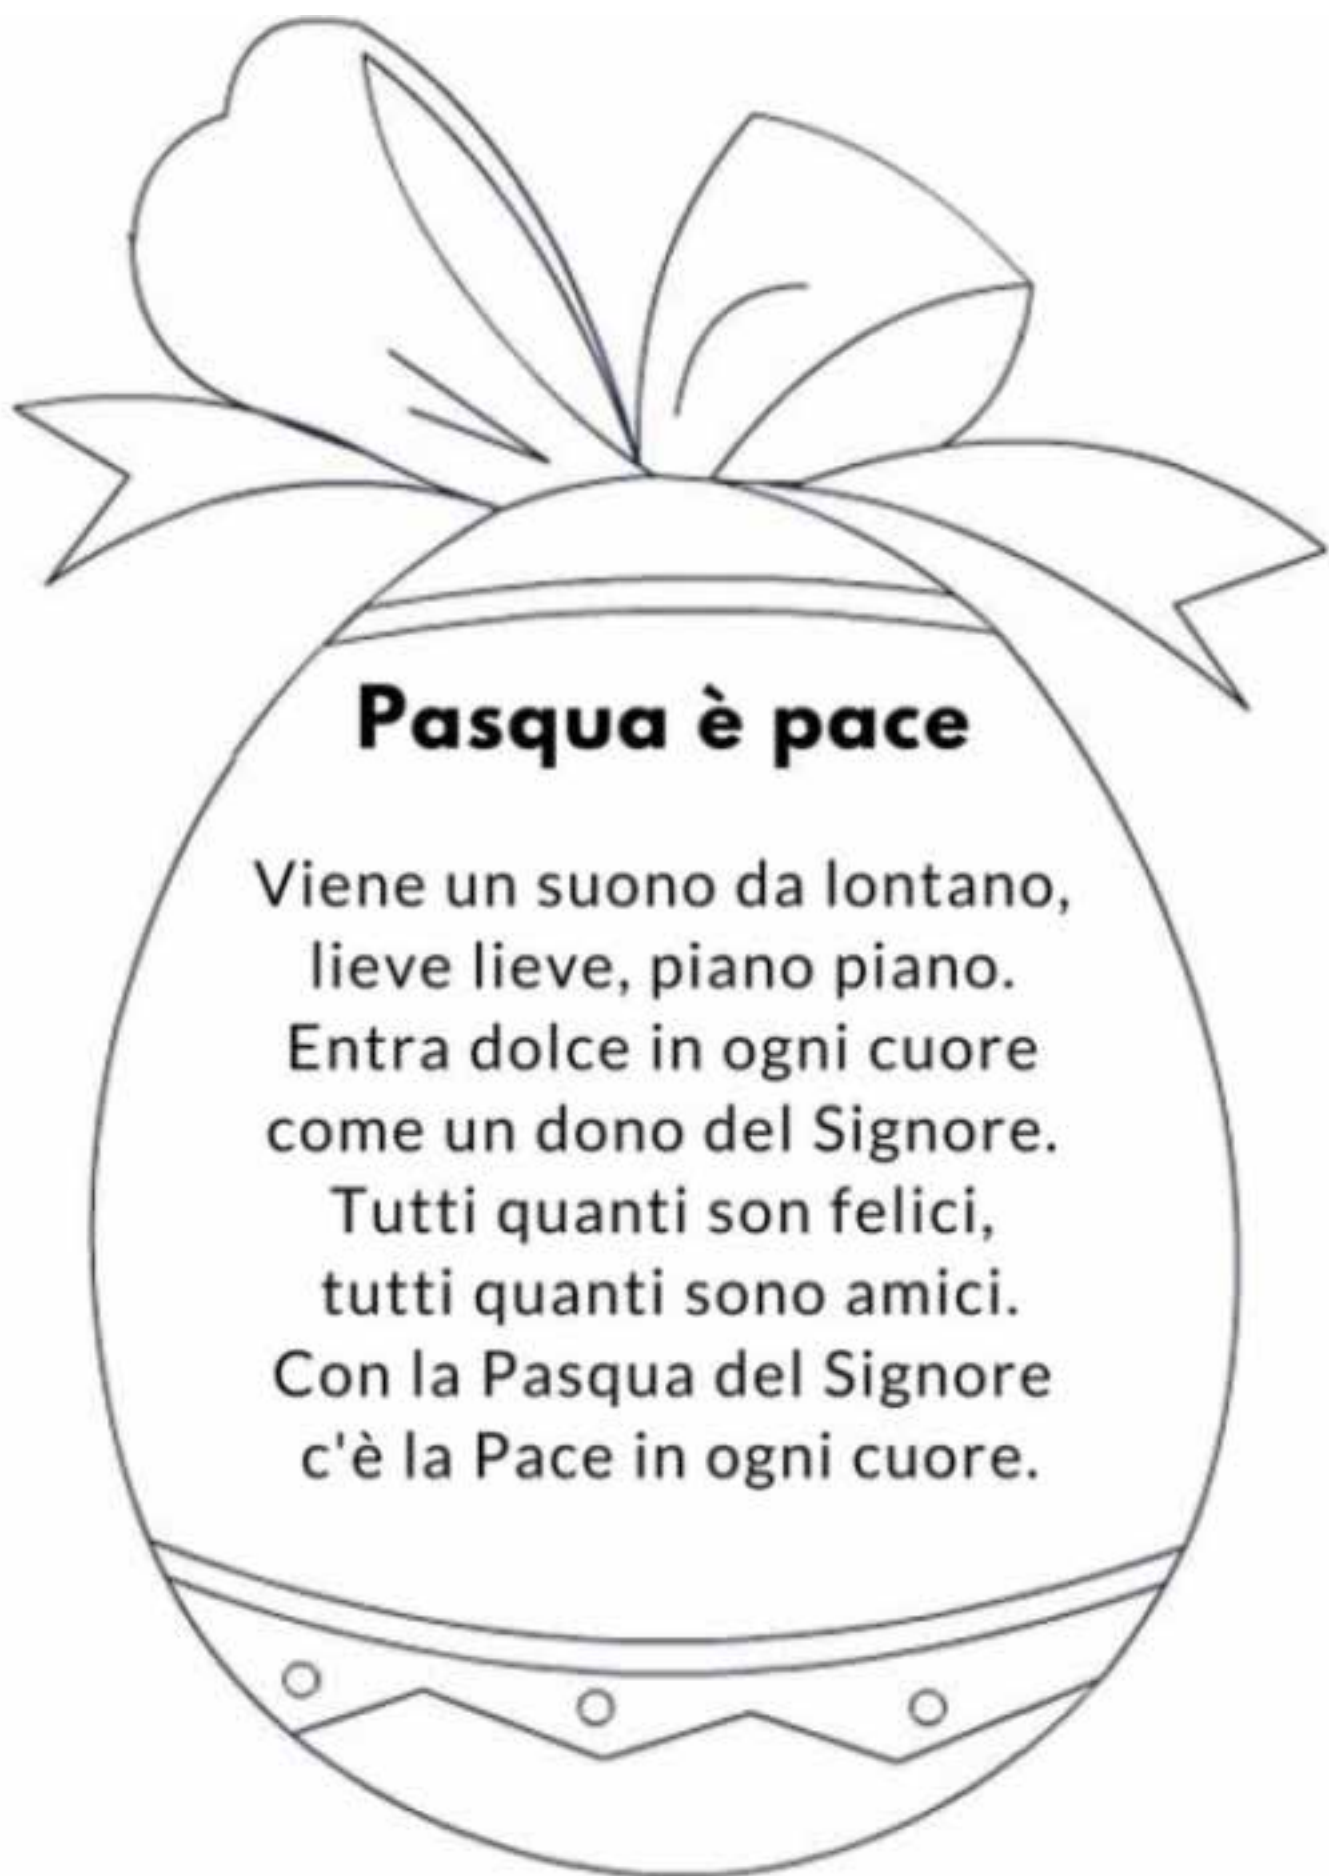 Pasqua è pace
Viene un suono da lontano,
lieve lieve, piano piano.
Entra dolce in ogni cuore
come un dono del Signore.
Tutti quanti son felici,
tutti quanti sono amici.
Con la Pasqua del Signore
c'è la Pace in ogni cuore.